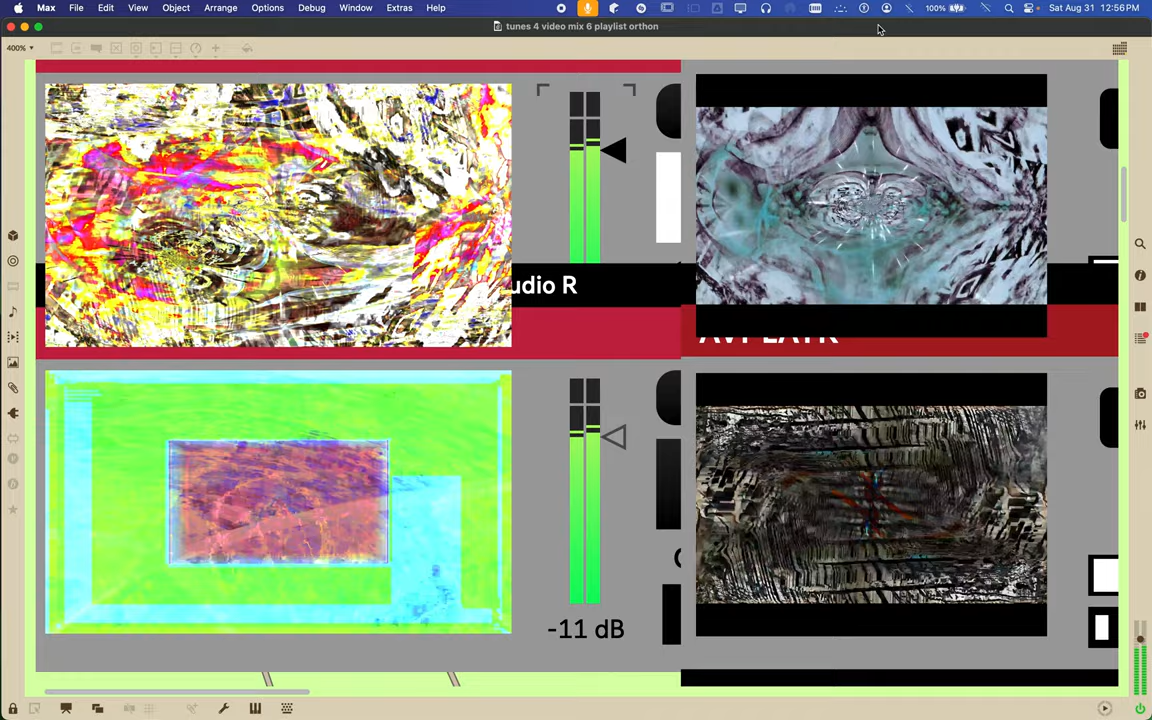 Max File Edit View Object Arrange Options Debug Window Extras Help 100% Sat Aug 31 12:56 PM
tunes 4 video mix 6 playlist orthon
400%
udio R
-11 dB